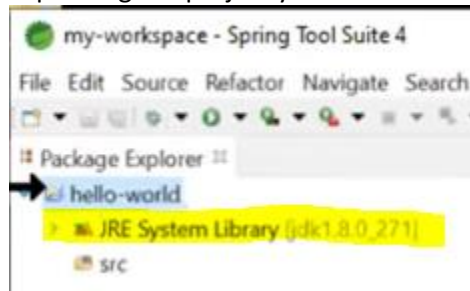 my-workspace - Spring Tool Suite 4
File Edit Source Refactor Navigate Search
Package Explorer
hello-world
JRE System Library [jdk1.8.0_271]
src